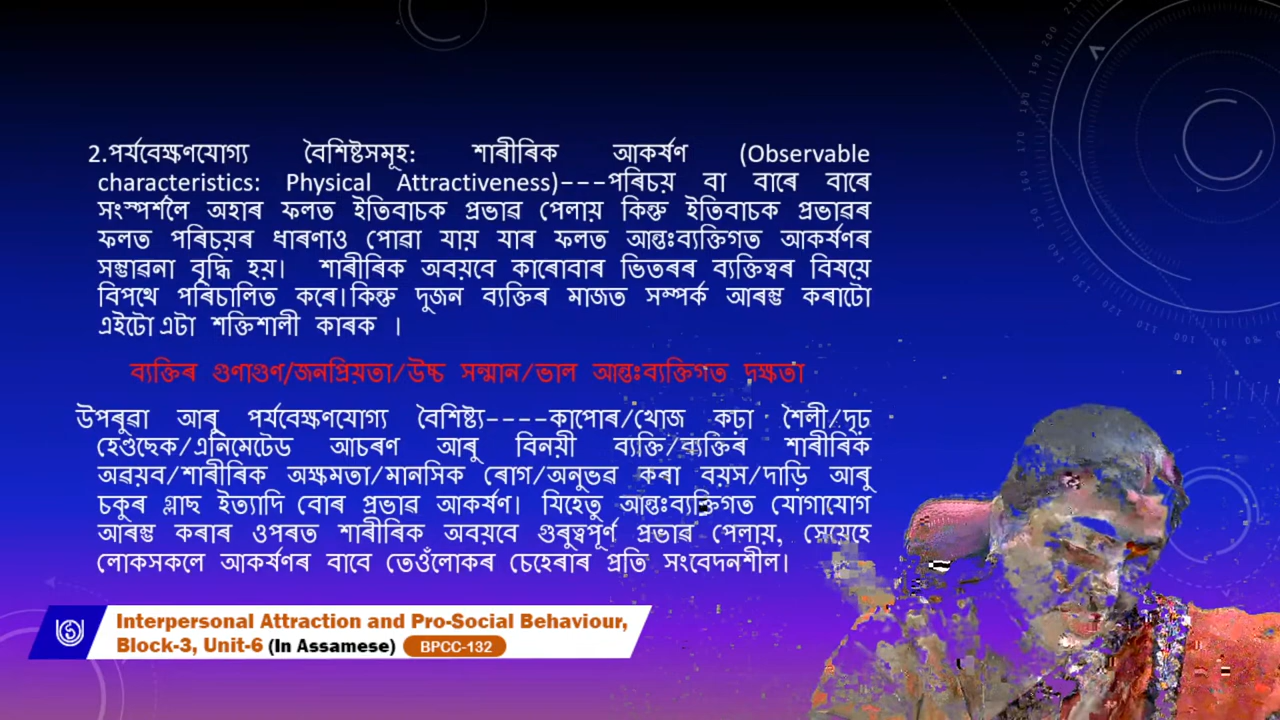 2.পৰ্যবেক্ষণযোগ্য বৈশিষ্টসমূহ: শাৰীৰিক আকৰ্ষণ (Observable
characteristics: Physical Attractiveness)---পৰিচয় বা বাৰে বাৰে
সংস্পৰ্শলৈ অহাৰ ফলত ইতিবাচক প্ৰভাৱ পেলায় কিন্তু ইতিবাচক প্ৰভাৱৰ
ফলত পৰিচয়ৰ ধাৰণাও পোৱা যায় যাৰ ফলত আন্তঃব্যক্তিগত আকৰ্ষণৰ
সম্ভাৱনা বৃদ্ধি হয়। শাৰীৰিক অবয়বে কাৰোবাৰ ভিতৰৰ ব্যক্তিত্বৰ বিষয়ে
বিপথে পৰিচালিত কৰে।কিন্তু দুজন ব্যক্তিৰ মাজত সম্পৰ্ক আৰম্ভ কৰাটো
এইটো এটা শক্তিশালী কাৰক ।
ব্যক্তিৰ গুণাগুণ/জনপ্ৰিয়তা/উচ্চ সন্মান/ভাল আন্তঃব্যক্তিগত দক্ষতা
উপৰুৱা আৰু পৰ্যবেক্ষণযোগ্য বৈশিষ্ট্য----কাপোৰ/খোজ কঢ়া শৈলী/দৃঢ়
হেণ্ডছেক/এনিমেটেড আচৰণ আৰু বিনয়ী ব্যক্তি/ব্যক্তিৰ শাৰীৰিক
অৱয়ব/শাৰীৰিক অক্ষমতা/মানসিক ৰোগ/অনুভৱ কৰা বয়স/দাড়ি আৰু
চকুৰ গ্লাছ ইত্যাদি বোৰ প্ৰভাৱ আকৰ্ষণ। যিহেতু আন্তঃব্যক্তিগত যোগাযোগ
আৰম্ভ কৰাৰ ওপৰত শাৰীৰিক অবয়বে গুৰুত্বপূৰ্ণ প্ৰভাৱ পেলায়, সেয়েহে
লোকসকলে আকৰ্ষণৰ বাবে তেওঁলোকৰ চেহেৰাৰ প্ৰতি সংবেদনশীল।
Interpersonal Attraction and Pro-Social Behaviour,
Block-3, Unit-6 (In Assamese) BPCC-132